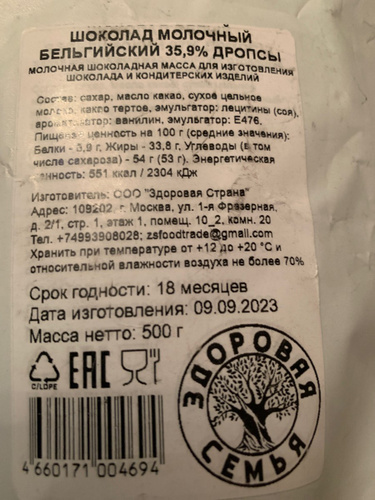 ШОКОЛАД МОЛОЧНЫЙ
БЕЛЬГИЙСКИЙ 35,9% ДРОПСЫ
МОЛОЧНАЯ ШОКОЛАДНАЯ МАССА ДЛЯ ИЗГОТОВЛЕНИЯ
ШОКОЛАДА И КОНДИТЕРСКИХ ИЗДЕЛИЙ
Состав: сахар, масло какао, сухое цельное
молоко, какао тертое, эмульгатор: лецитины (соя),
ароматизатор: ванилин, эмульгатор: E476.
Пищевая ценность на 100 г (средние значения):
Белки - 5,9 г, Жиры - 33,8 г, Углеводы (в том
числе сахароза) - 54 г (53 г). Энергетическая
ценность: 551 ккал / 2304 кДж
Изготовитель: ООО "Здоровая Страна"
Адрес: 109202, г. Москва, ул. 1-я Фрезерная,
д. 2/1, стр. 1, этаж 1, помещ. 10_2, комн. 20
Тел. +74993908028; zsfoodtrade@gmail.com
Хранить при температуре от +12 до +20 °С и
относительной влажности воздуха не более 70%
Срок годности: 18 месяцев
Дата изготовления: 09.09.2023
Масса нетто: 500 г
C/LDPE
EAC
ЗДОРОВАЯ
СЕМЬЯ
4 660171 004694